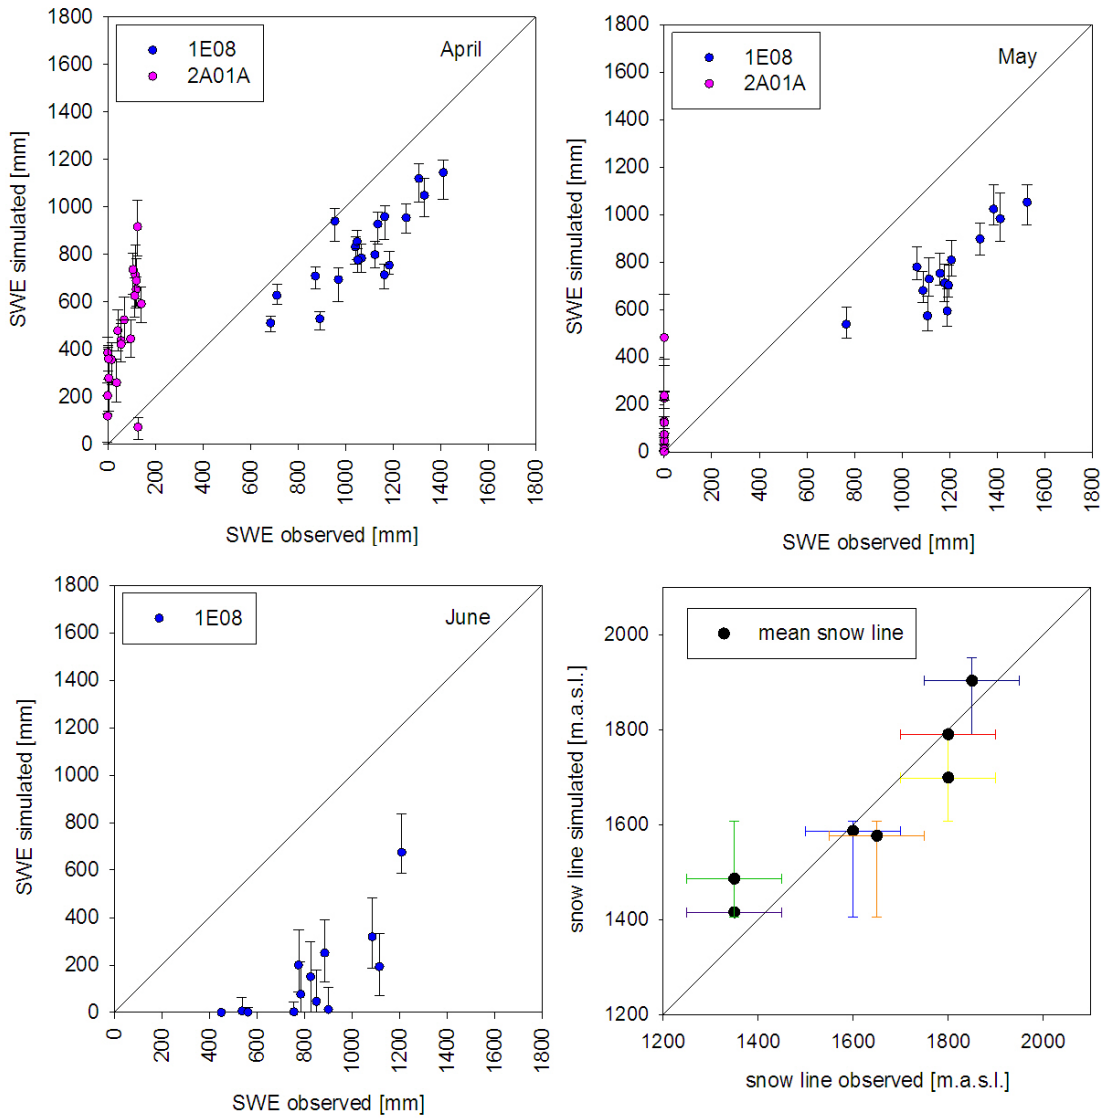 April
1E08
2A01A
SWE simulated [mm]
1800
1600
1400
1200
1000
800
600
400
200
0
0 200 400 600 800 1000 1200 1400 1600 1800
SWE observed [mm]
May
1E08
2A01A
SWE simulated [mm]
1800
1600
1400
1200
1000
800
600
400
200
0
0 200 400 600 800 1000 1200 1400 1600 1800
SWE observed [mm]
June
1E08
SWE simulated [mm]
1800
1600
1400
1200
1000
800
600
400
200
0
0 200 400 600 800 1000 1200 1400 1600 1800
SWE observed [mm]
mean snow line
snow line simulated [m.a.s.l.]
2000
1800
1600
1400
1200
1200 1400 1600 1800 2000
snow line observed [m.a.s.l.]